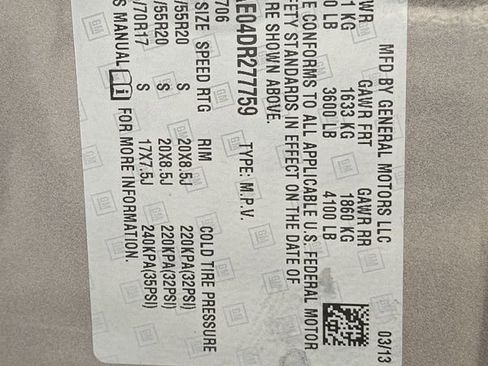 MFD BY GENERAL MOTORS LLC
03/13
GAWR FRT GAWR RR
1 KG 1633 KG 1860 KG
1 LB 3600 LB 4100 LB
E CONFORMS TO ALL APPLICABLE U.S. FEDERAL MOTOR
FETY STANDARDS IN EFFECT ON THE DATE OF
RE SHOWN ABOVE.
E04DR277759 TYPE: M.P.V.
706
SIZE SPEED RTG RIM COLD TIRE PRESSURE
/55R20 S 20X8.5J 220KPA(32PSI)
/55R20 S 20X8.5J 220KPA(32PSI)
/70R17 S 17X7.5J 240KPA(35PSI)
S MANUAL i FOR MORE INFORMATION.
GM